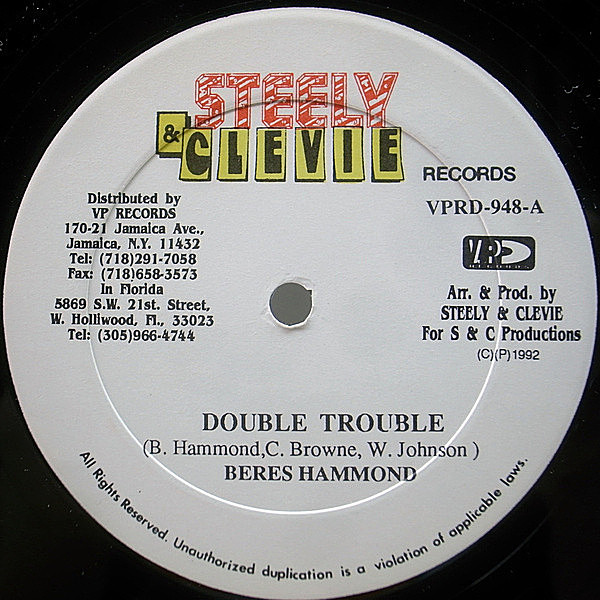 STEELY
& CLEVIE
RECORDS
VPRD-948-A
VP
RECORDS
Distributed by
VP RECORDS
170-21 Jamaica Ave.,
Jamaica, N.Y. 11432
Tel: (718)291-7058
Fax: (718)658-3573
In Florida
5869 S.W. 21st. Street,
W. Holliwood, Fl., 33023
Tel: (305)966-4744
Arr. & Prod. by
STEELY & CLEVIE
For S & C Productions
(C)(P)1992
DOUBLE TROUBLE
(B. Hammond,C. Browne, W. Johnson )
BERES HAMMOND
All Rights Reserved. Unauthorized duplication is a violation of applicable laws.